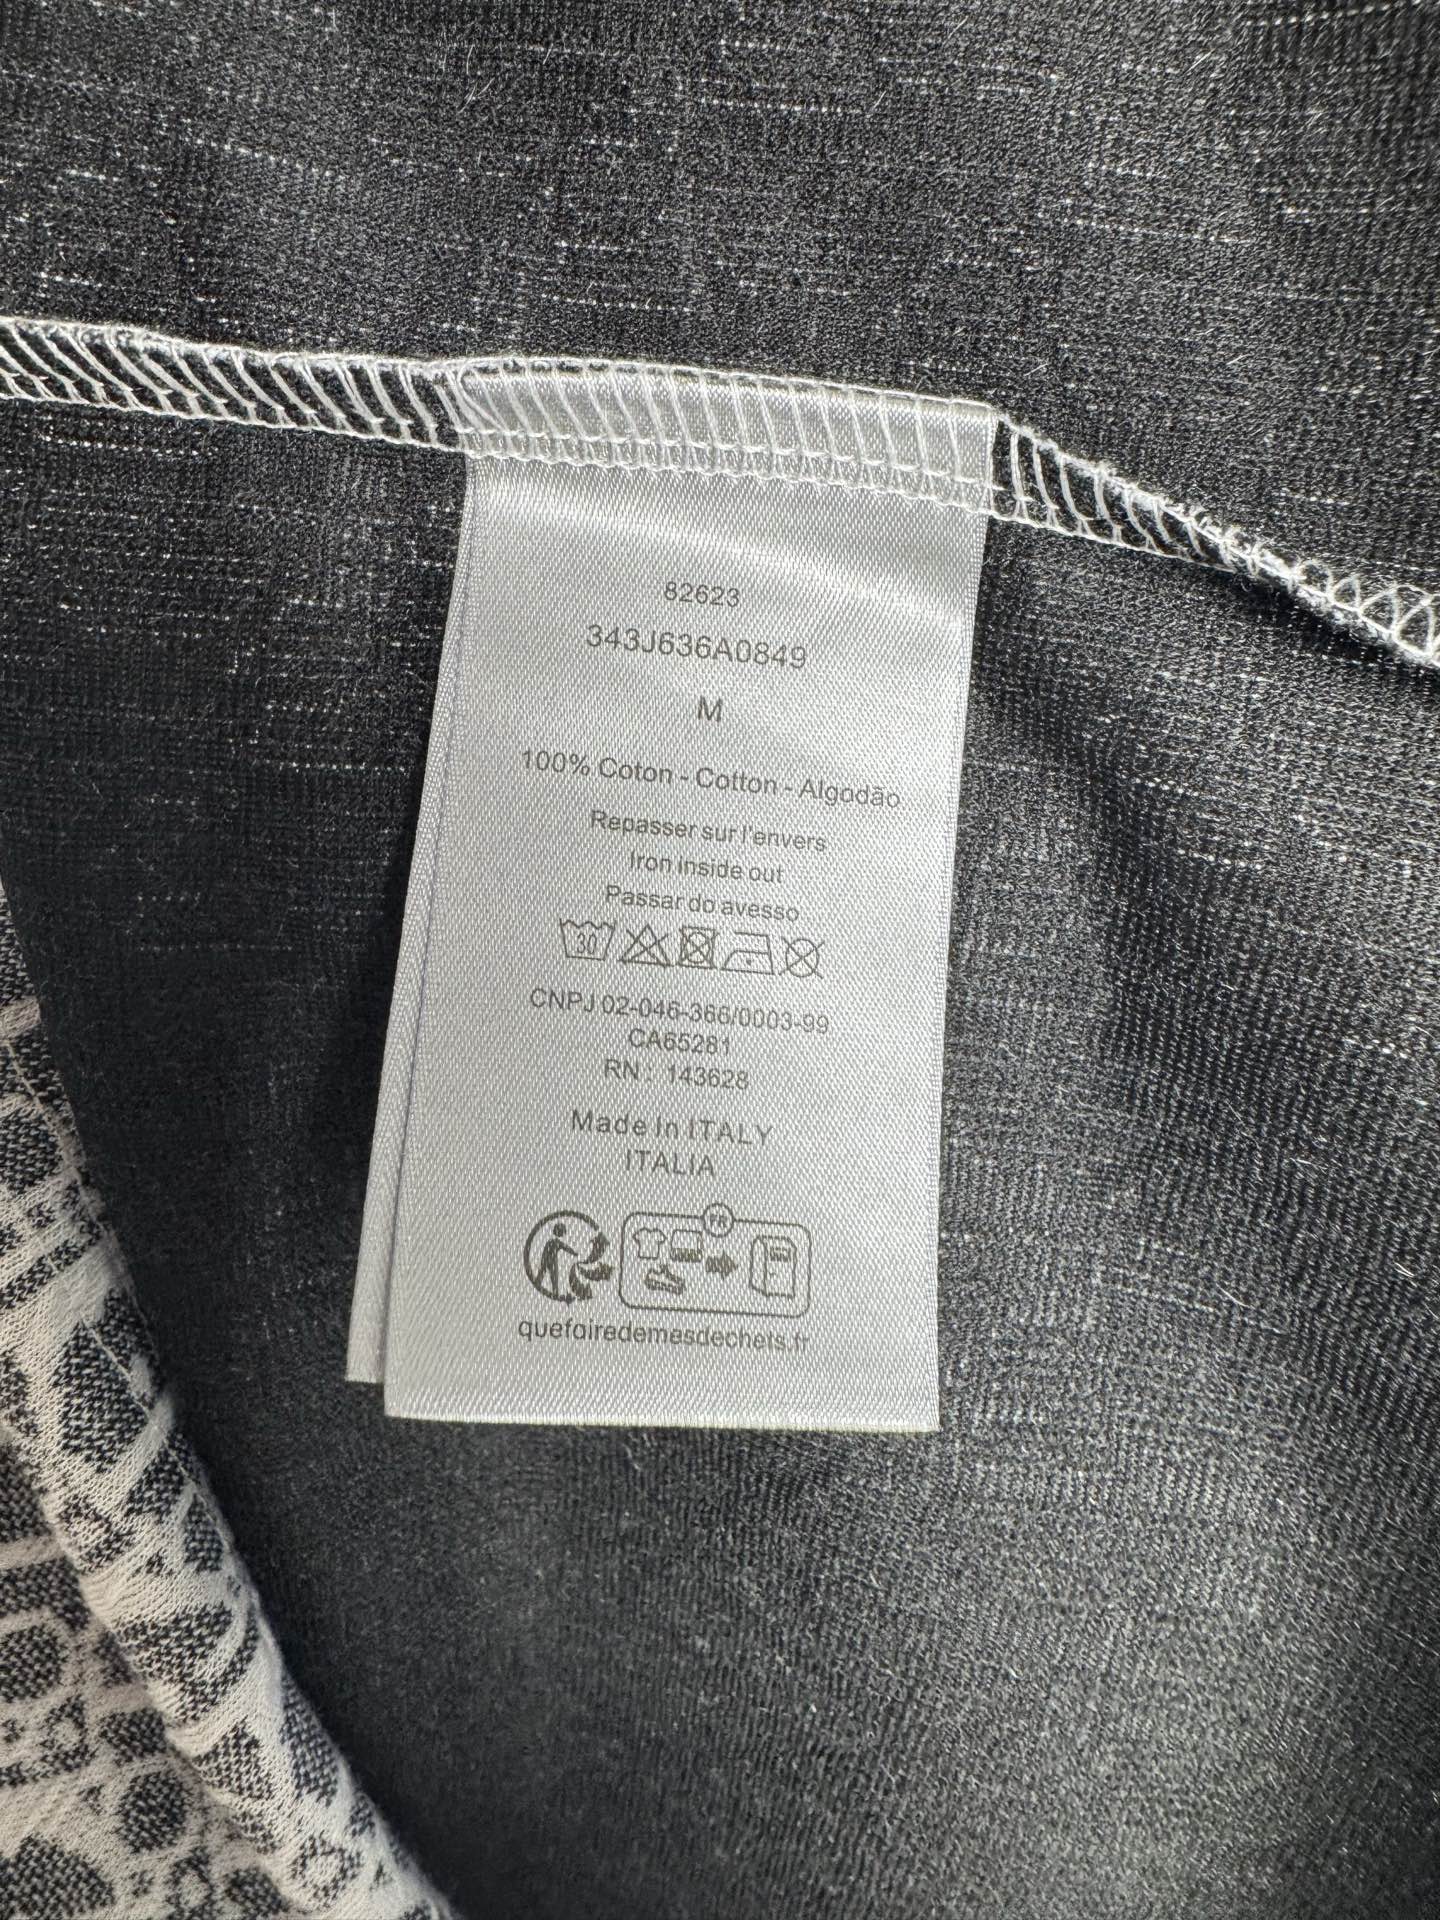 82623
343J636A0849
M
100% Coton - Cotton - Algodão
Repasser sur l'envers
Iron inside out
Passar do avesso
30
CNPJ 02-046-366/0003-99
CA65281
RN: 143628
Made In ITALY
ITALIA
FR
quefairedemesdechets.fr